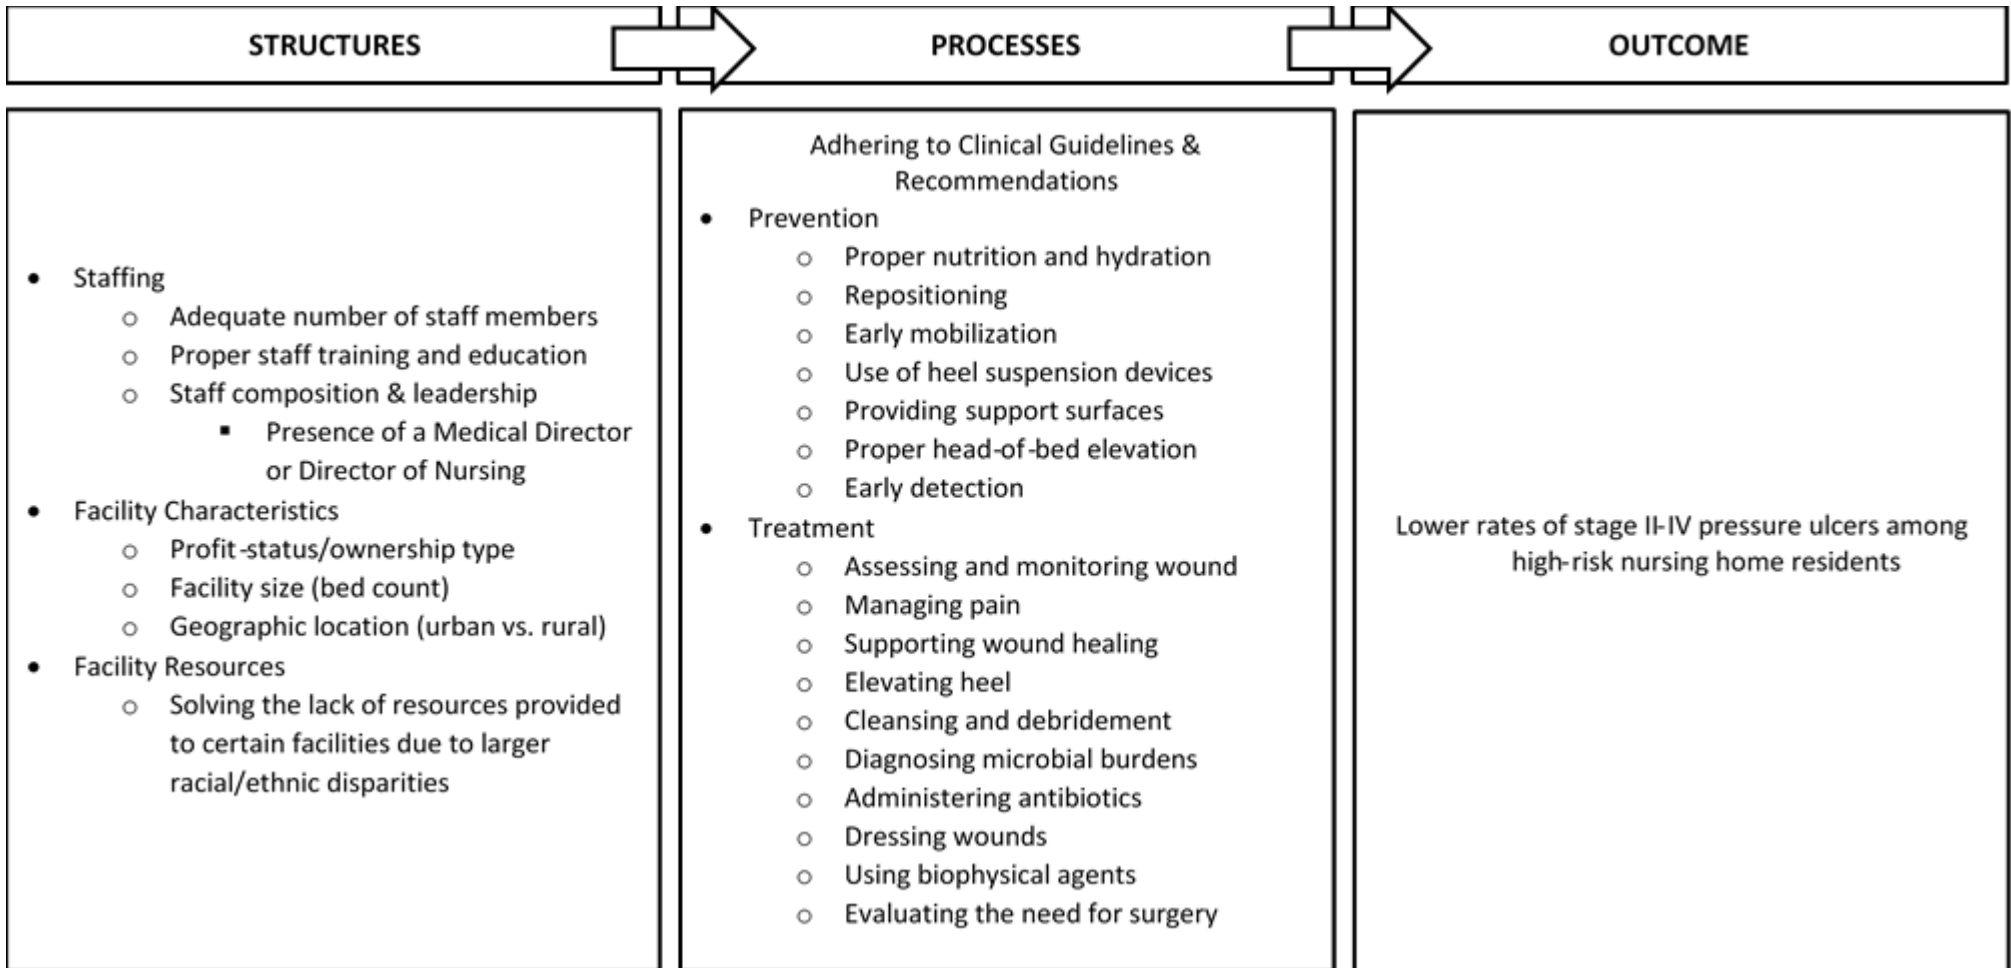 STRUCTURES
PROCESSES
OUTCOME
• Staffing
o Adequate number of staff members
o Proper staff training and education
o Staff composition & leadership
▪ Presence of a Medical Director
or Director of Nursing
• Facility Characteristics
o Profit-status/ownership type
o Facility size (bed count)
o Geographic location (urban vs. rural)
• Facility Resources
o Solving the lack of resources provided
to certain facilities due to larger
racial/ethnic disparities
Adhering to Clinical Guidelines &
Recommendations
• Prevention
o Proper nutrition and hydration
o Repositioning
o Early mobilization
o Use of heel suspension devices
o Providing support surfaces
o Proper head-of-bed elevation
o Early detection
• Treatment
o Assessing and monitoring wound
o Managing pain
o Supporting wound healing
o Elevating heel
o Cleansing and debridement
o Diagnosing microbial burdens
o Administering antibiotics
o Dressing wounds
o Using biophysical agents
o Evaluating the need for surgery
Lower rates of stage II-IV pressure ulcers among
high-risk nursing home residents